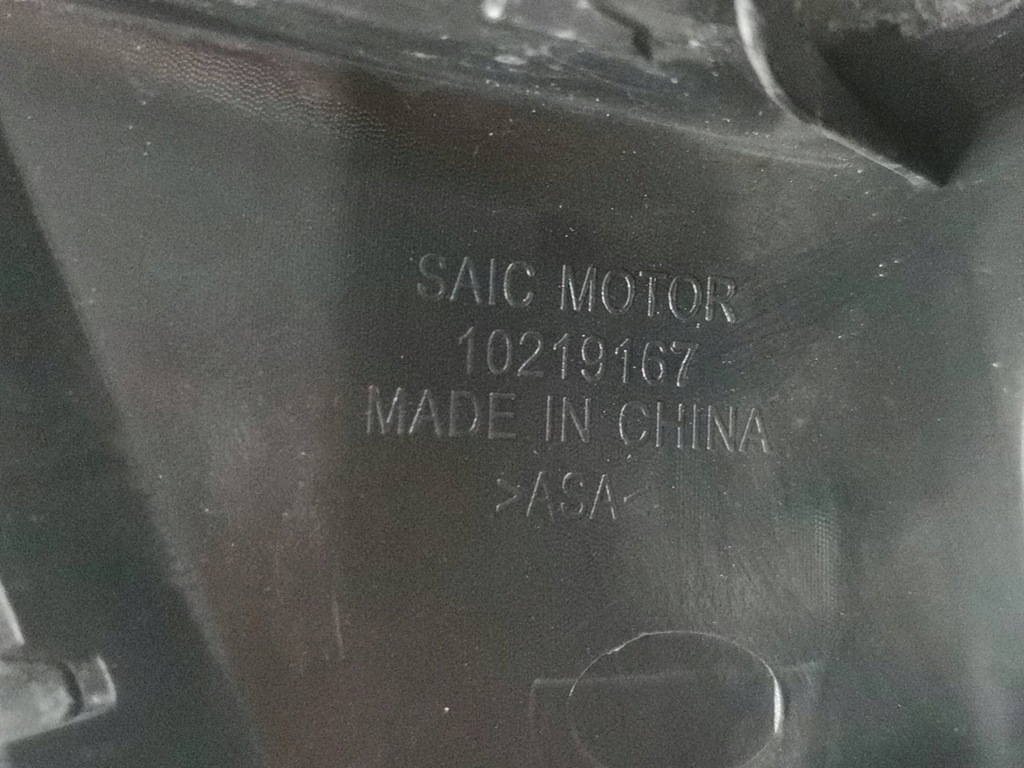 SAIC MOTOR
10219167
MADE IN CHINA
>ASA<